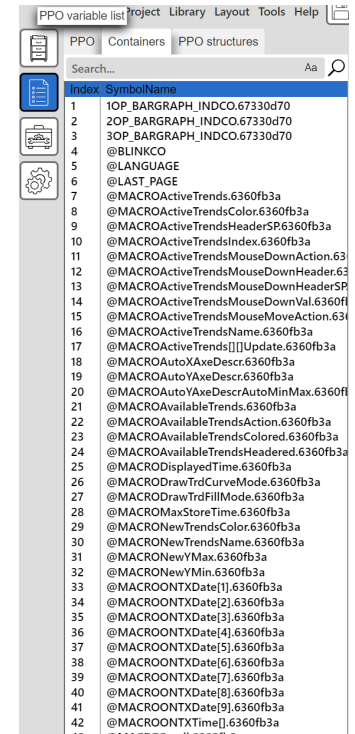 PPO variable list Project Library Layout Tools Help
PPO Containers PPO structures
Search... Aa
Index SymbolName
1 1OP_BARGRAPH_INDCO.67330d70
2 2OP_BARGRAPH_INDCO.67330d70
3 3OP_BARGRAPH_INDCO.67330d70
4 @BLINKCO
5 @LANGUAGE
6 @LAST_PAGE
7 @MACROActiveTrends.6360fb3a
8 @MACROActiveTrendsColor.6360fb3a
9 @MACROActiveTrendsHeaderSP.6360fb3a
10 @MACROActiveTrendsIndex.6360fb3a
11 @MACROActiveTrendsMouseDownAction.63
12 @MACROActiveTrendsMouseDownHeader.63
13 @MACROActiveTrendsMouseDownHeaderSP.
14 @MACROActiveTrendsMouseDownVal.6360f
15 @MACROActiveTrendsMouseMoveAction.63
16 @MACROActiveTrendsName.6360fb3a
17 @MACROActiveTrends[][]Update.6360fb3a
18 @MACROAutoXAxeDescr.6360fb3a
19 @MACROAutoYAxeDescr.6360fb3a
20 @MACROAutoYAxeDescrAutoMinMax.6360f
21 @MACROAvailableTrends.6360fb3a
22 @MACROAvailableTrendsAction.6360fb3a
23 @MACROAvailableTrendsColored.6360fb3a
24 @MACROAvailableTrendsHeadered.6360fb3a
25 @MACRODisplayedTime.6360fb3a
26 @MACRODrawTrdCurveMode.6360fb3a
27 @MACRODrawTrdFillMode.6360fb3a
28 @MACROMaxStoreTime.6360fb3a
29 @MACRONewTrendsColor.6360fb3a
30 @MACRONewTrendsName.6360fb3a
31 @MACRONewYMax.6360fb3a
32 @MACRONewYMin.6360fb3a
33 @MACROONTXDate[1].6360fb3a
34 @MACROONTXDate[2].6360fb3a
35 @MACROONTXDate[3].6360fb3a
36 @MACROONTXDate[4].6360fb3a
37 @MACROONTXDate[5].6360fb3a
38 @MACROONTXDate[6].6360fb3a
39 @MACROONTXDate[7].6360fb3a
40 @MACROONTXDate[8].6360fb3a
41 @MACROONTXDate[9].6360fb3a
42 @MACROONTXTime[].6360fb3a